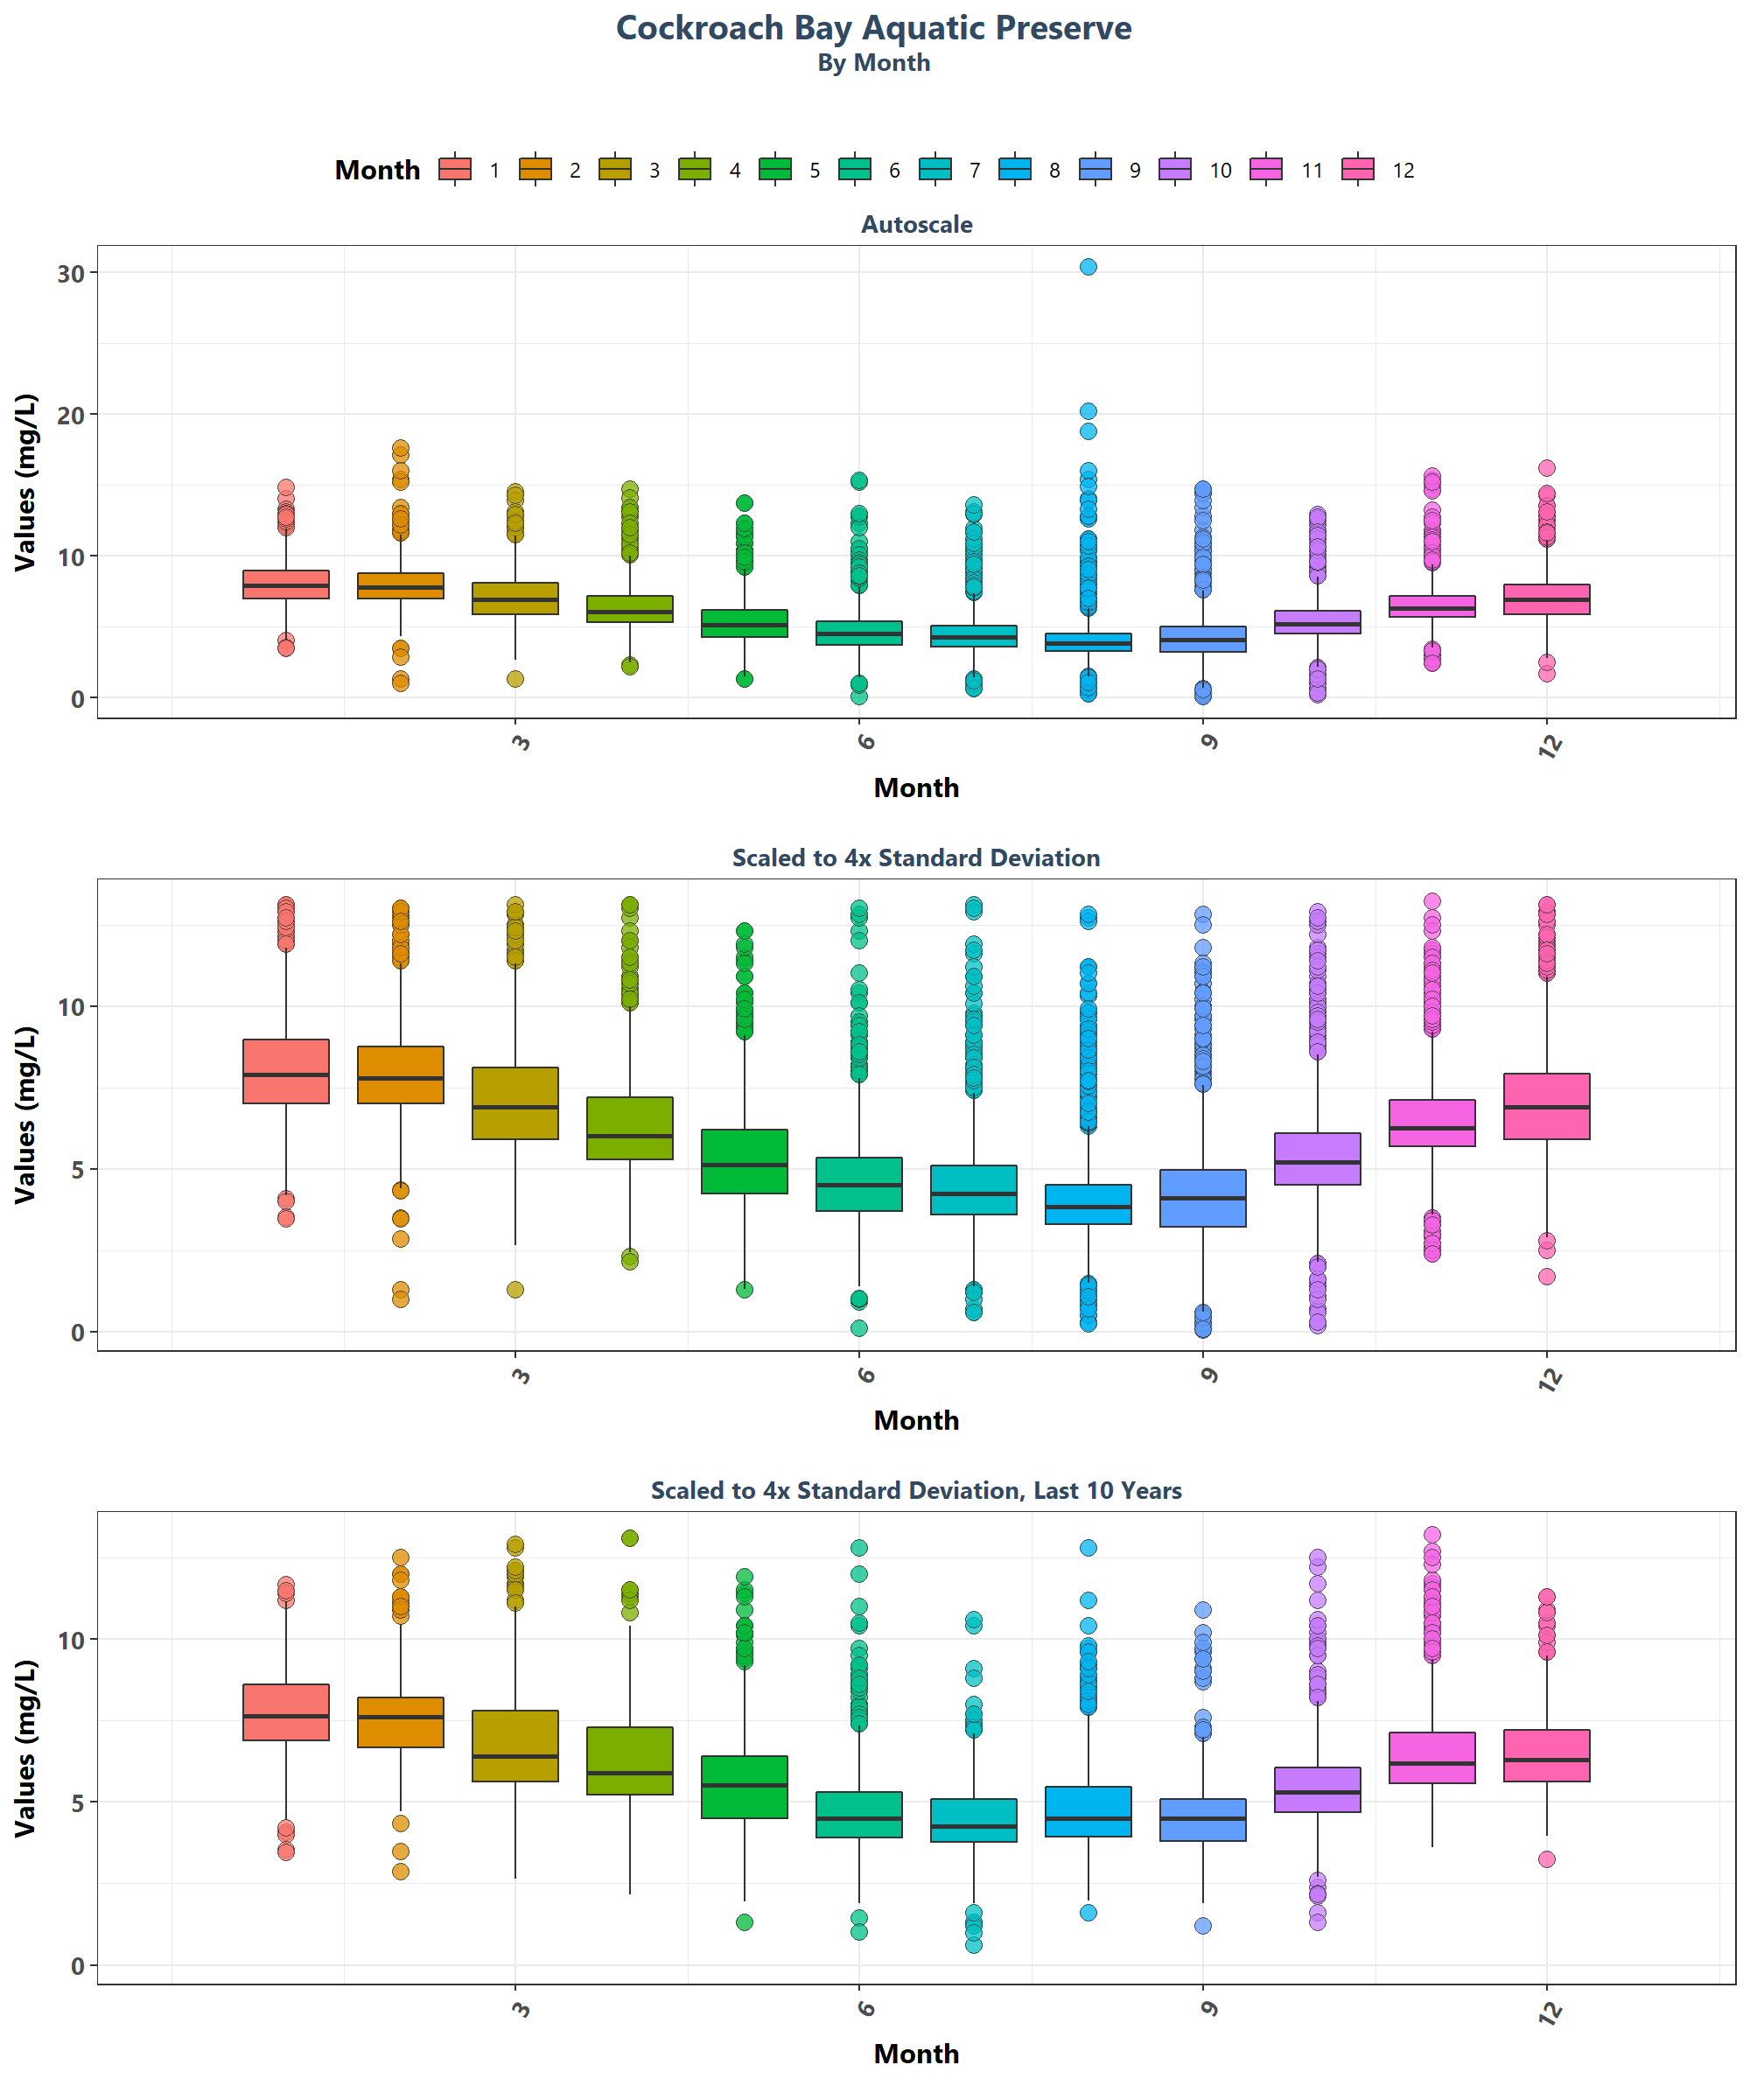 Cockroach Bay Aquatic Preserve
By Month
Month 1 2 3 4 5 6 7 8 9 10 11 12
Autoscale
Values (mg/L)
30
20
10
0
3 6 9 12
Month
Scaled to 4x Standard Deviation
Values (mg/L)
10
5
0
3 6 9 12
Month
Scaled to 4x Standard Deviation, Last 10 Years
Values (mg/L)
10
5
0
3 6 9 12
Month